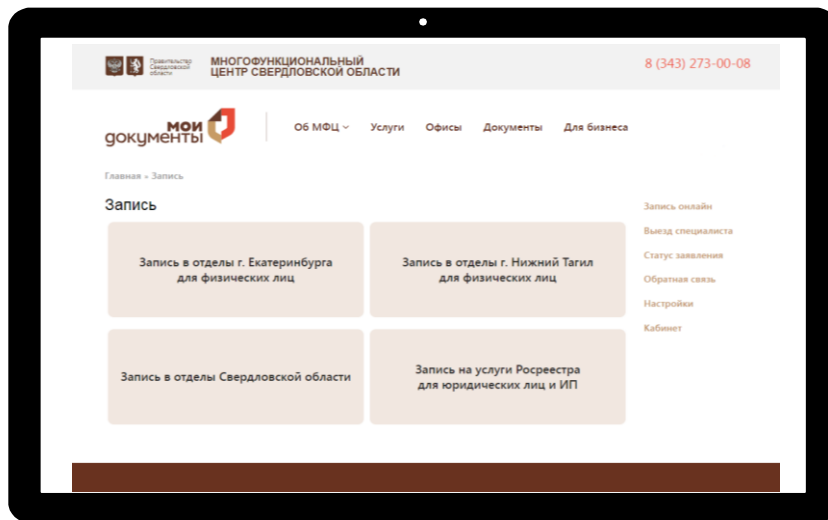 Правительство
Свердловской
области
МНОГОФУНКЦИОНАЛЬНЫЙ
ЦЕНТР СВЕРДЛОВСКОЙ ОБЛАСТИ
8 (343) 273-00-08
мои
документы
Об МФЦ
Услуги
Офисы
Документы
Для бизнеса
Главная » Запись
Запись
Запись в отделы г. Екатеринбурга
для физических лиц
Запись в отделы г. Нижний Тагил
для физических лиц
Запись в отделы Свердловской области
Запись на услуги Росреестра
для юридических лиц и ИП
Запись онлайн
Выезд специалиста
Статус заявления
Обратная связь
Настройки
Кабинет